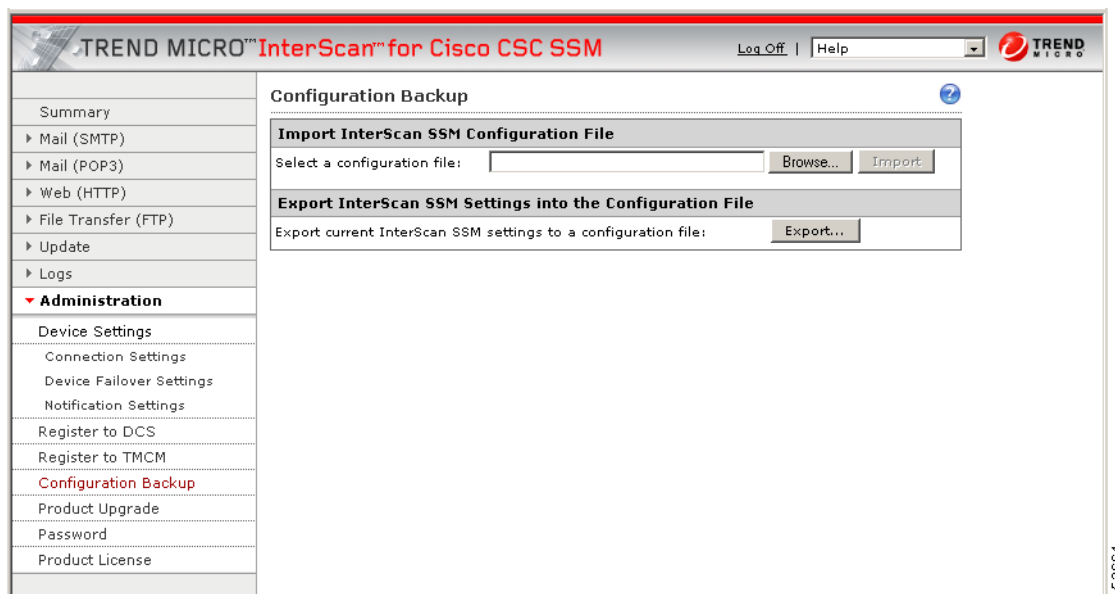 TREND MICRO™ InterScan™ for Cisco CSC SSM
Log Off | Help
TREND MICRO
Summary
Mail (SMTP)
Mail (POP3)
Web (HTTP)
File Transfer (FTP)
Update
Logs
Administration
Device Settings
Connection Settings
Device Failover Settings
Notification Settings
Register to DCS
Register to TMCM
Configuration Backup
Product Upgrade
Password
Product License
Configuration Backup
?
Import InterScan SSM Configuration File
Select a configuration file: Browse... Import
Export InterScan SSM Settings into the Configuration File
Export current InterScan SSM settings to a configuration file: Export...